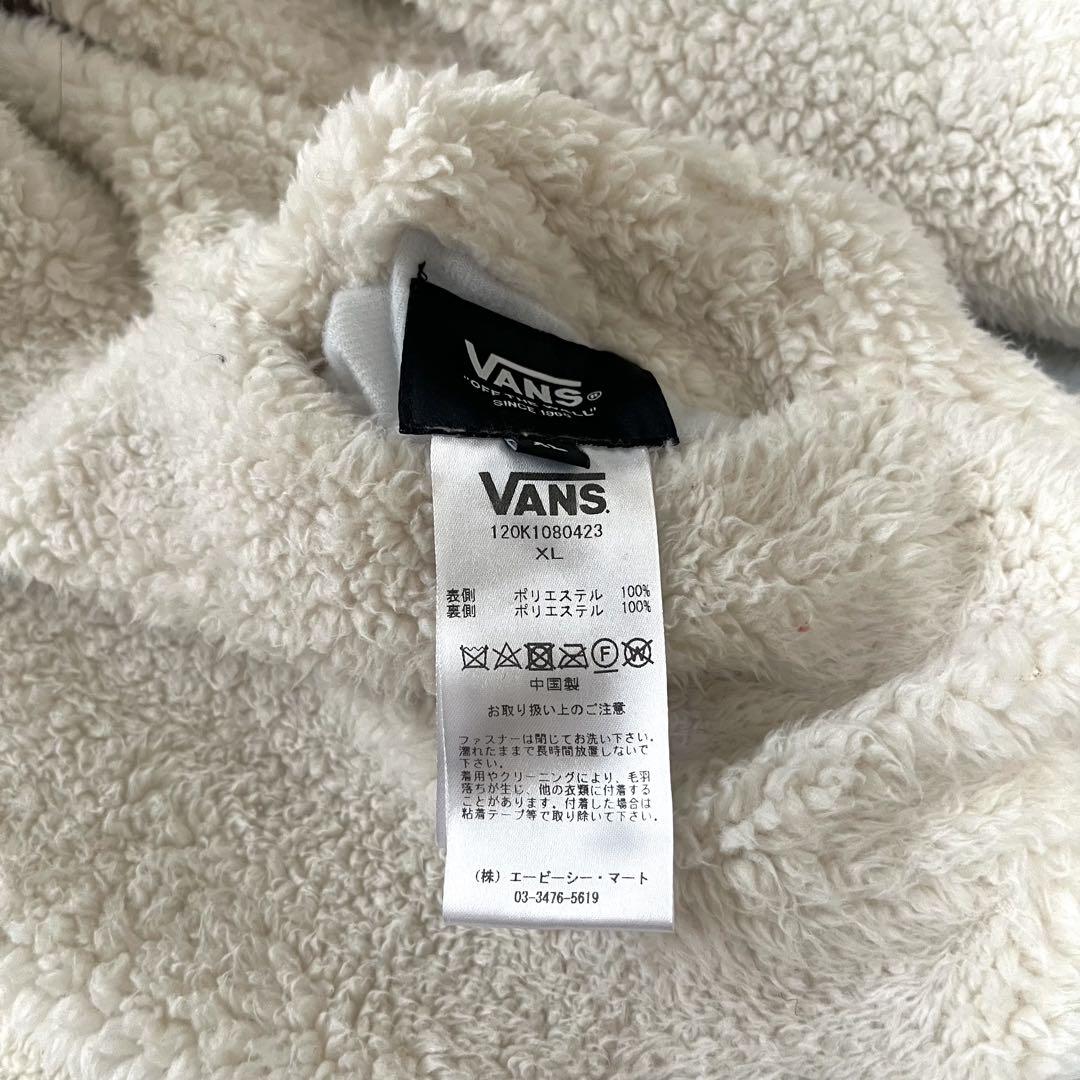 VANS®
"OFF THE WALL"
SINCE 1966
XL
VANS.
120K1080423
XL
表側 ポリエステル 100%
裏側 ポリエステル 100%
F W
中国製
お取り扱い上のご注意
ファスナーは閉じてお洗い下さい。
濡れたままで長時間放置しないで
下さい。
着用やクリーニングにより、毛羽
落ちが生じ、他の衣類に付着する
ことがあります。付着した場合は
粘着テープ等で取り除いて下さい。
(株)エービーシー・マート
03-3476-5619